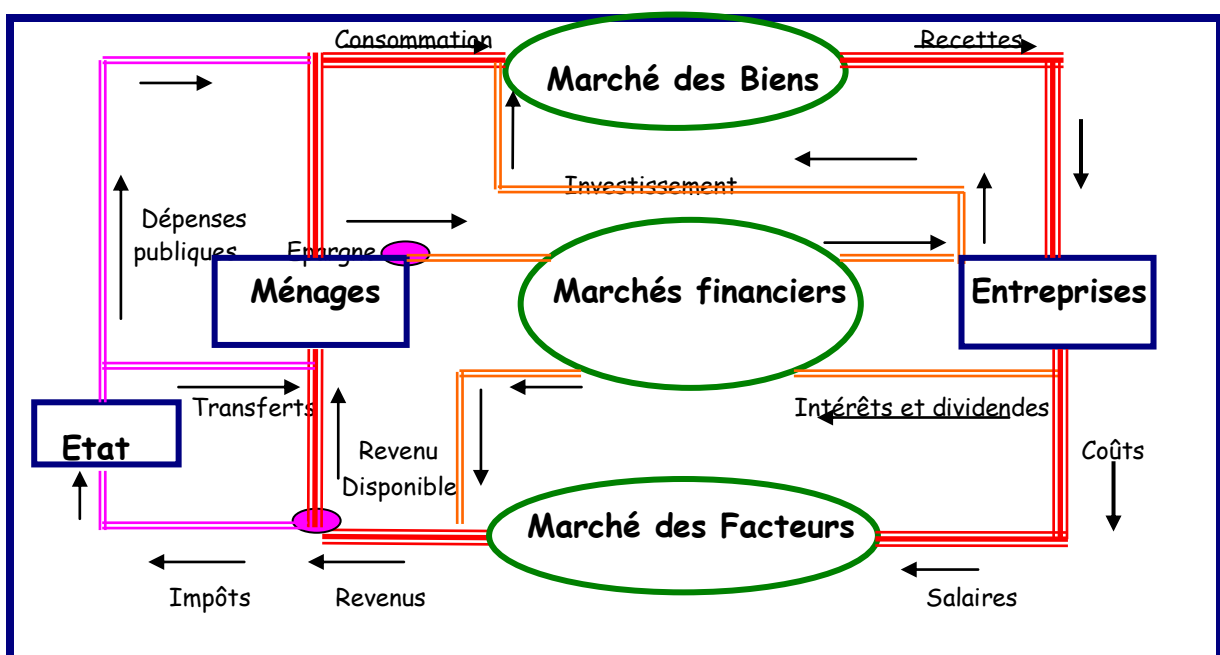 Consommation
Recettes
Marché des Biens
Investissement
Dépenses
publiques
Epargne
Ménages
Marchés financiers
Entreprises
Transferts
Intérêts et dividendes
Etat
Revenu
Disponible
Coûts
Marché des Facteurs
Impôts
Revenus
Salaires